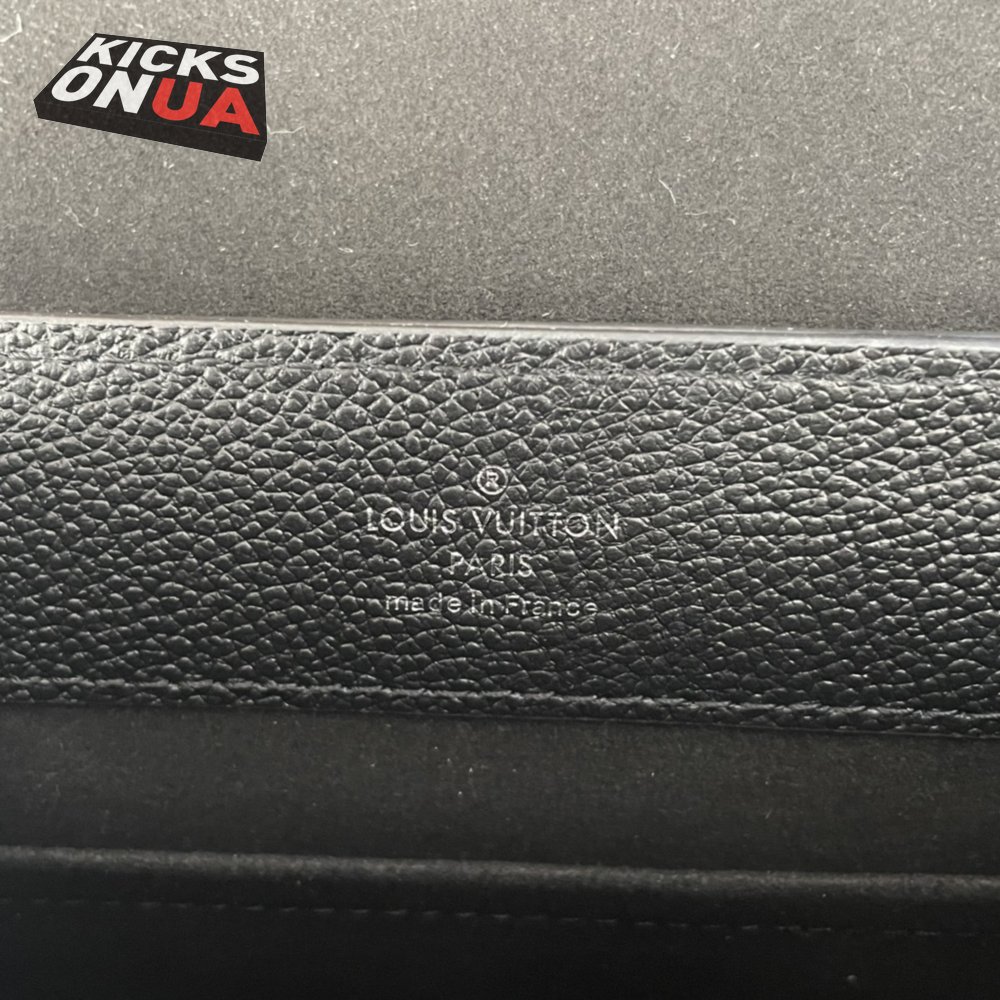 KICKS
ONUA
®
LOUIS VUITTON
PARIS
made in France